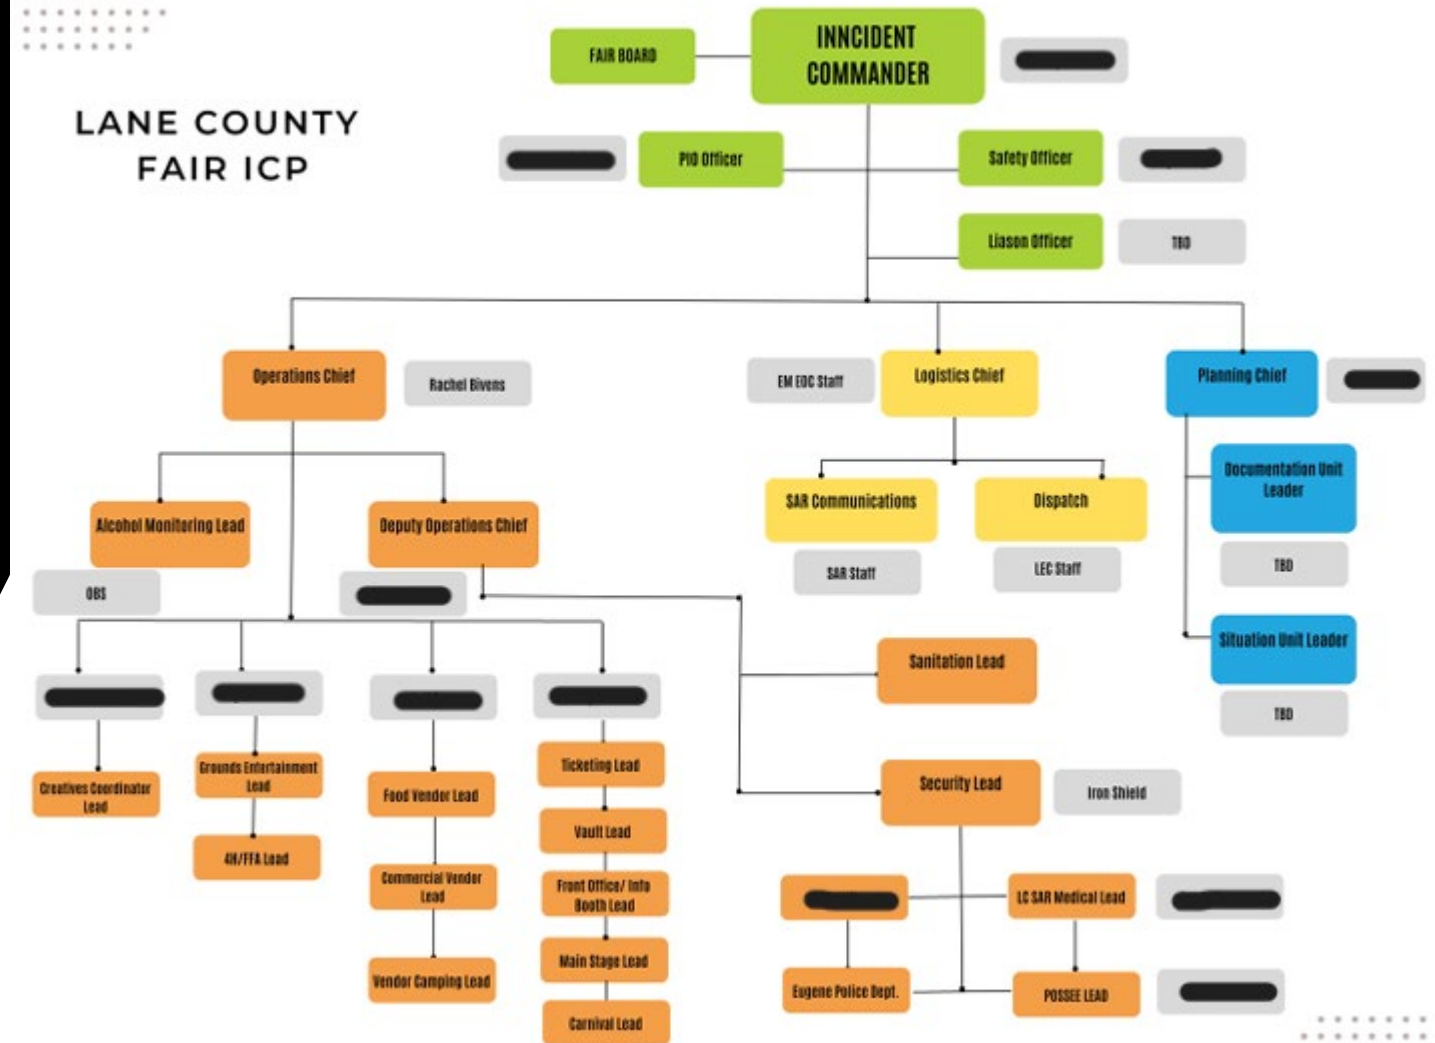 FAIR BOARD
INNCIDENT
COMMANDER
LANE COUNTY
FAIR ICP
PIO Officer
Safety Officer
Liason Officer
TBD
Operations Chief
Rachel Bivens
EM EOC Staff
Logistics Chief
Planning Chief
Alcohol Monitoring Lead
OBS
Deputy Operations Chief
SAR Communications
SAR Staff
Dispatch
LEC Staff
Documentation Unit
Leader
TBD
Situation Unit Leader
TBD
Creatives Coordinator
Lead
Grounds Entertainment
Lead
4H/FFA Lead
Food Vendor Lead
Commercial Vendor
Lead
Vendor Camping Lead
Ticketing Lead
Vault Lead
Front Office/ Info
Booth Lead
Main Stage Lead
Carnival Lead
Sanitation Lead
Security Lead
Iron Shield
LC SAR Medical Lead
Eugene Police Dept.
POSSEE LEAD